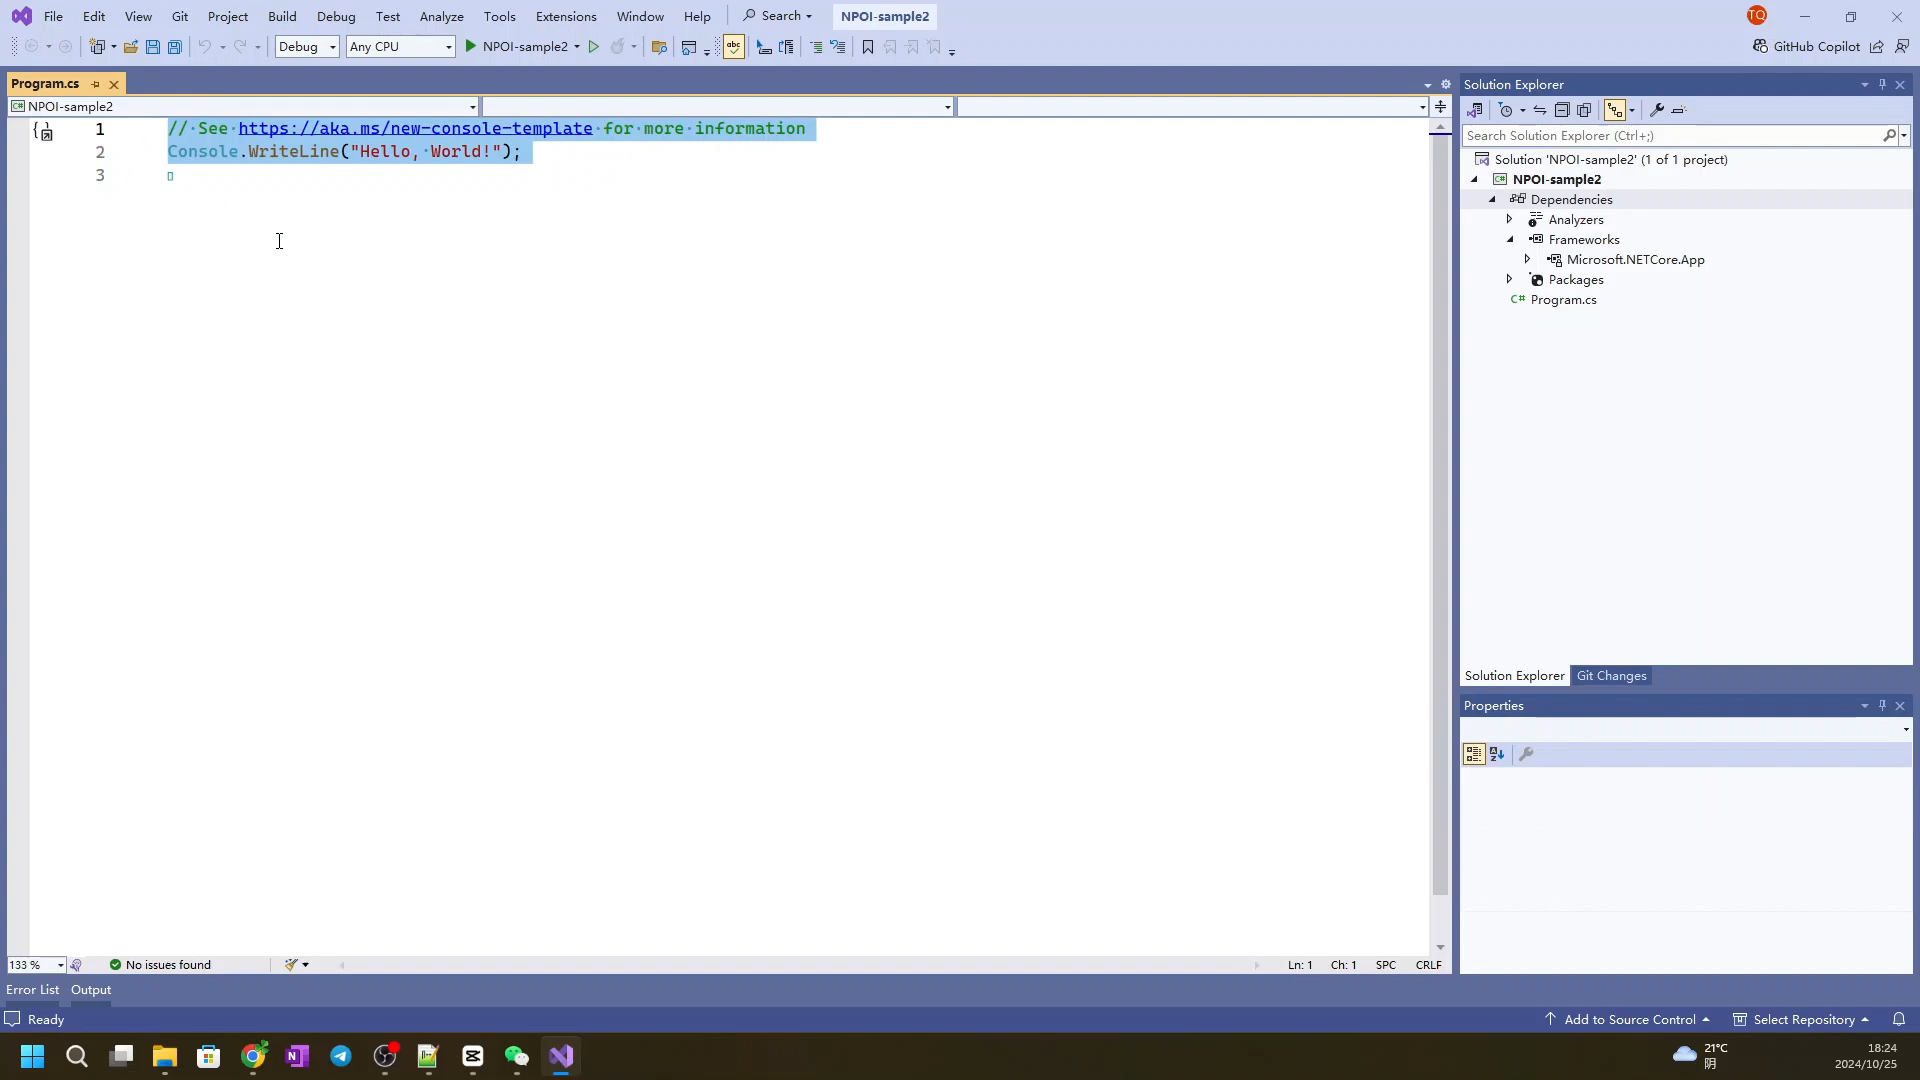 File Edit View Git Project Build Debug Test Analyze Tools Extensions Window Help Search NPOI-sample2 TQ
Debug Any CPU NPOI-sample2 abc GitHub Copilot
Program.cs
NPOI-sample2
1 // See https://aka.ms/new-console-template for more information
2 Console.WriteLine("Hello, World!");
3
133 % No issues found Ln: 1 Ch: 1 SPC CRLF
Error List Output
Solution Explorer
Search Solution Explorer (Ctrl+;)
Solution 'NPOI-sample2' (1 of 1 project)
C# NPOI-sample2
Dependencies
Analyzers
Frameworks
Microsoft.NETCore.App
Packages
C# Program.cs
Solution Explorer Git Changes
Properties
Ready Add to Source Control Select Repository
21°C
阴
18:24
2024/10/25